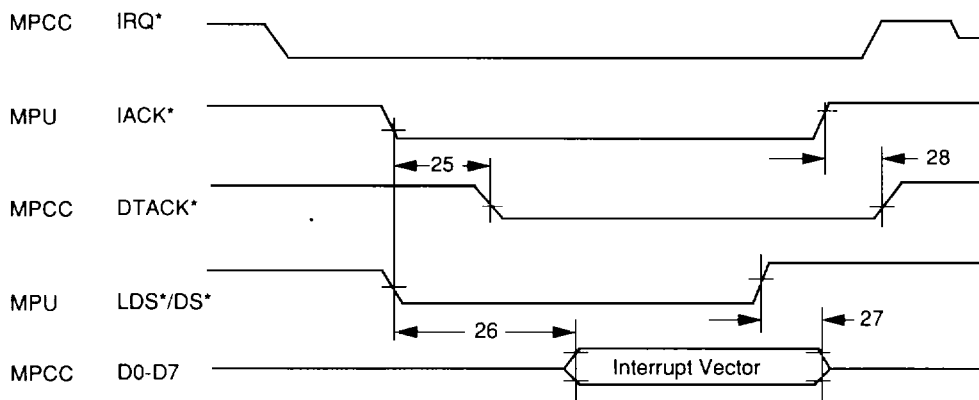 MPCC IRQ*
MPU IACK*
25
28
MPCC DTACK*
MPU LDS*/DS*
26
27
MPCC D0-D7 Interrupt Vector